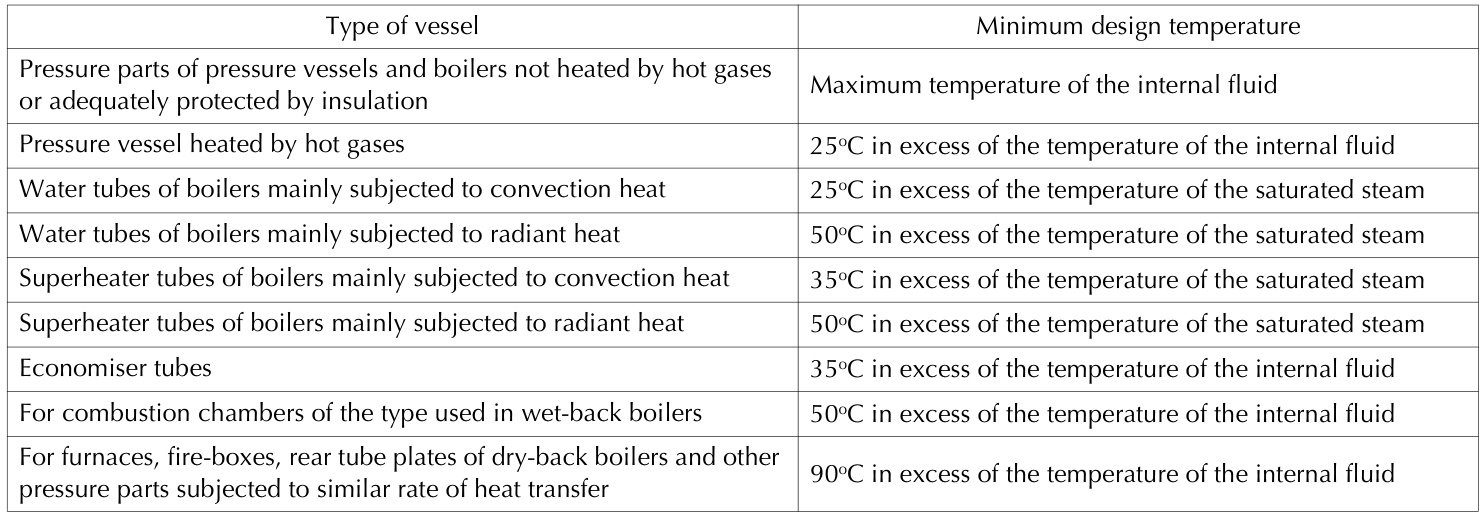 Type of vessel
Minimum design temperature
Pressure parts of pressure vessels and boilers not heated by hot gases
or adequately protected by insulation
Maximum temperature of the internal fluid
Pressure vessel heated by hot gases
25°C in excess of the temperature of the internal fluid
Water tubes of boilers mainly subjected to convection heat
25°C in excess of the temperature of the saturated steam
Water tubes of boilers mainly subjected to radiant heat
50°C in excess of the temperature of the saturated steam
Superheater tubes of boilers mainly subjected to convection heat
35°C in excess of the temperature of the saturated steam
Superheater tubes of boilers mainly subjected to radiant heat
50°C in excess of the temperature of the saturated steam
Economiser tubes
35°C in excess of the temperature of the internal fluid
For combustion chambers of the type used in wet-back boilers
50°C in excess of the temperature of the internal fluid
For furnaces, fire-boxes, rear tube plates of dry-back boilers and other
pressure parts subjected to similar rate of heat transfer
90°C in excess of the temperature of the internal fluid